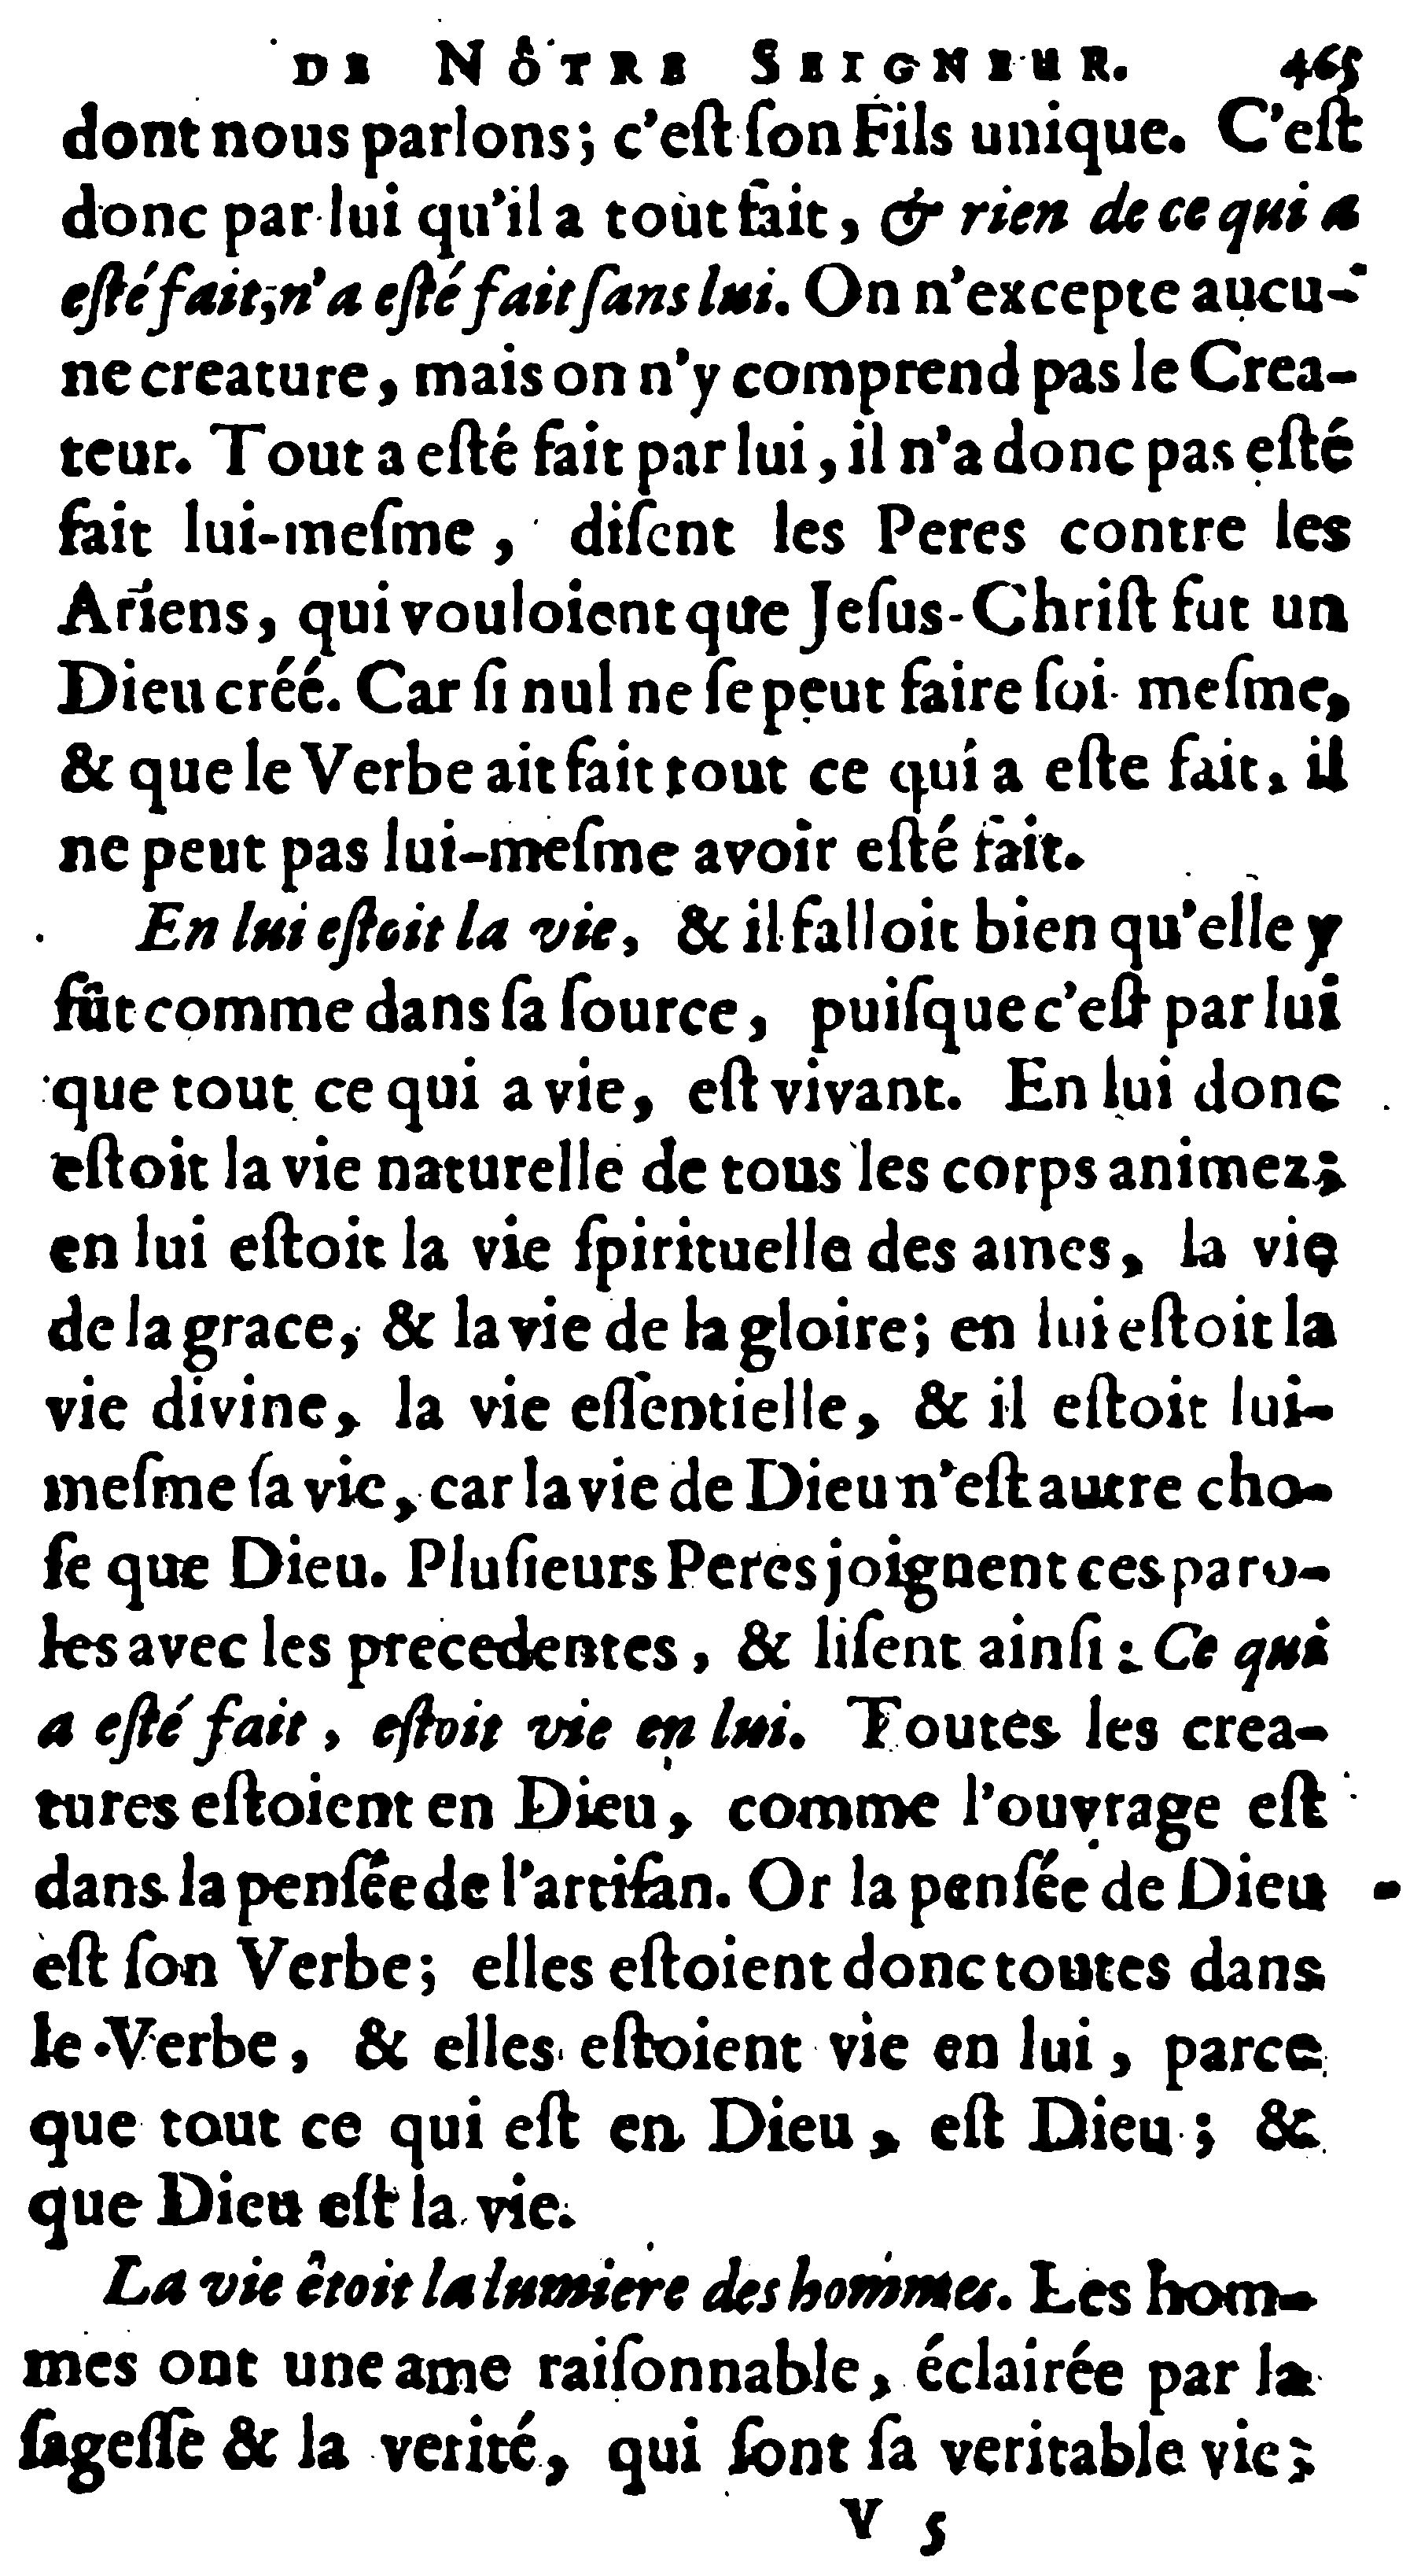 DE NÔTRE SEIGNEUR. 465
dont nous parlons; c'eſt ſon Fils unique. C'eſt
donc par lui qu'il a tout fait, & rien de ce qui a
eſté fait, n'a eſté fait ſans lui. On n'excepte aucu-
ne creature, mais on n'y comprend pas le Crea-
teur. Tout a eſté fait par lui, il n'a donc pas eſté
fait lui-meſme, diſent les Peres contre les
Ariens, qui vouloient que Jeſus-Chriſt fut un
Dieu créé. Car ſi nul ne ſe peut faire ſoi-meſme,
& que le Verbe ait fait tout ce qui a eſte fait, il
ne peut pas lui-meſme avoir eſté fait.
En lui eſtoit la vie, & il falloit bien qu'elle y
fût comme dans ſa ſource, puiſque c'eſt par lui
que tout ce qui a vie, eſt vivant. En lui donc
eſtoit la vie naturelle de tous les corps animez;
en lui eſtoit la vie ſpirituelle des ames, la vie
de la grace, & la vie de la gloire; en lui eſtoit la
vie divine, la vie eſſentielle, & il eſtoit lui-
meſme ſa vie, car la vie de Dieu n'eſt autre cho-
ſe que Dieu. Pluſieurs Peres joignent ces paro-
les avec les precedentes, & liſent ainſi: Ce qui
a eſté fait, eſtoit vie en lui. Toutes les crea-
tures eſtoient en Dieu, comme l'ouvrage eſt
dans la penſée de l'artiſan. Or la penſée de Dieu
eſt ſon Verbe; elles eſtoient donc toutes dans
le Verbe, & elles eſtoient vie en lui, parce
que tout ce qui eſt en Dieu, eſt Dieu; &
que Dieu eſt la vie.
La vie êtoit la lumiere des hommes. Les hom-
mes ont une ame raiſonnable, éclairée par la
ſageſſe & la verité, qui ſont ſa veritable vie;
V 5